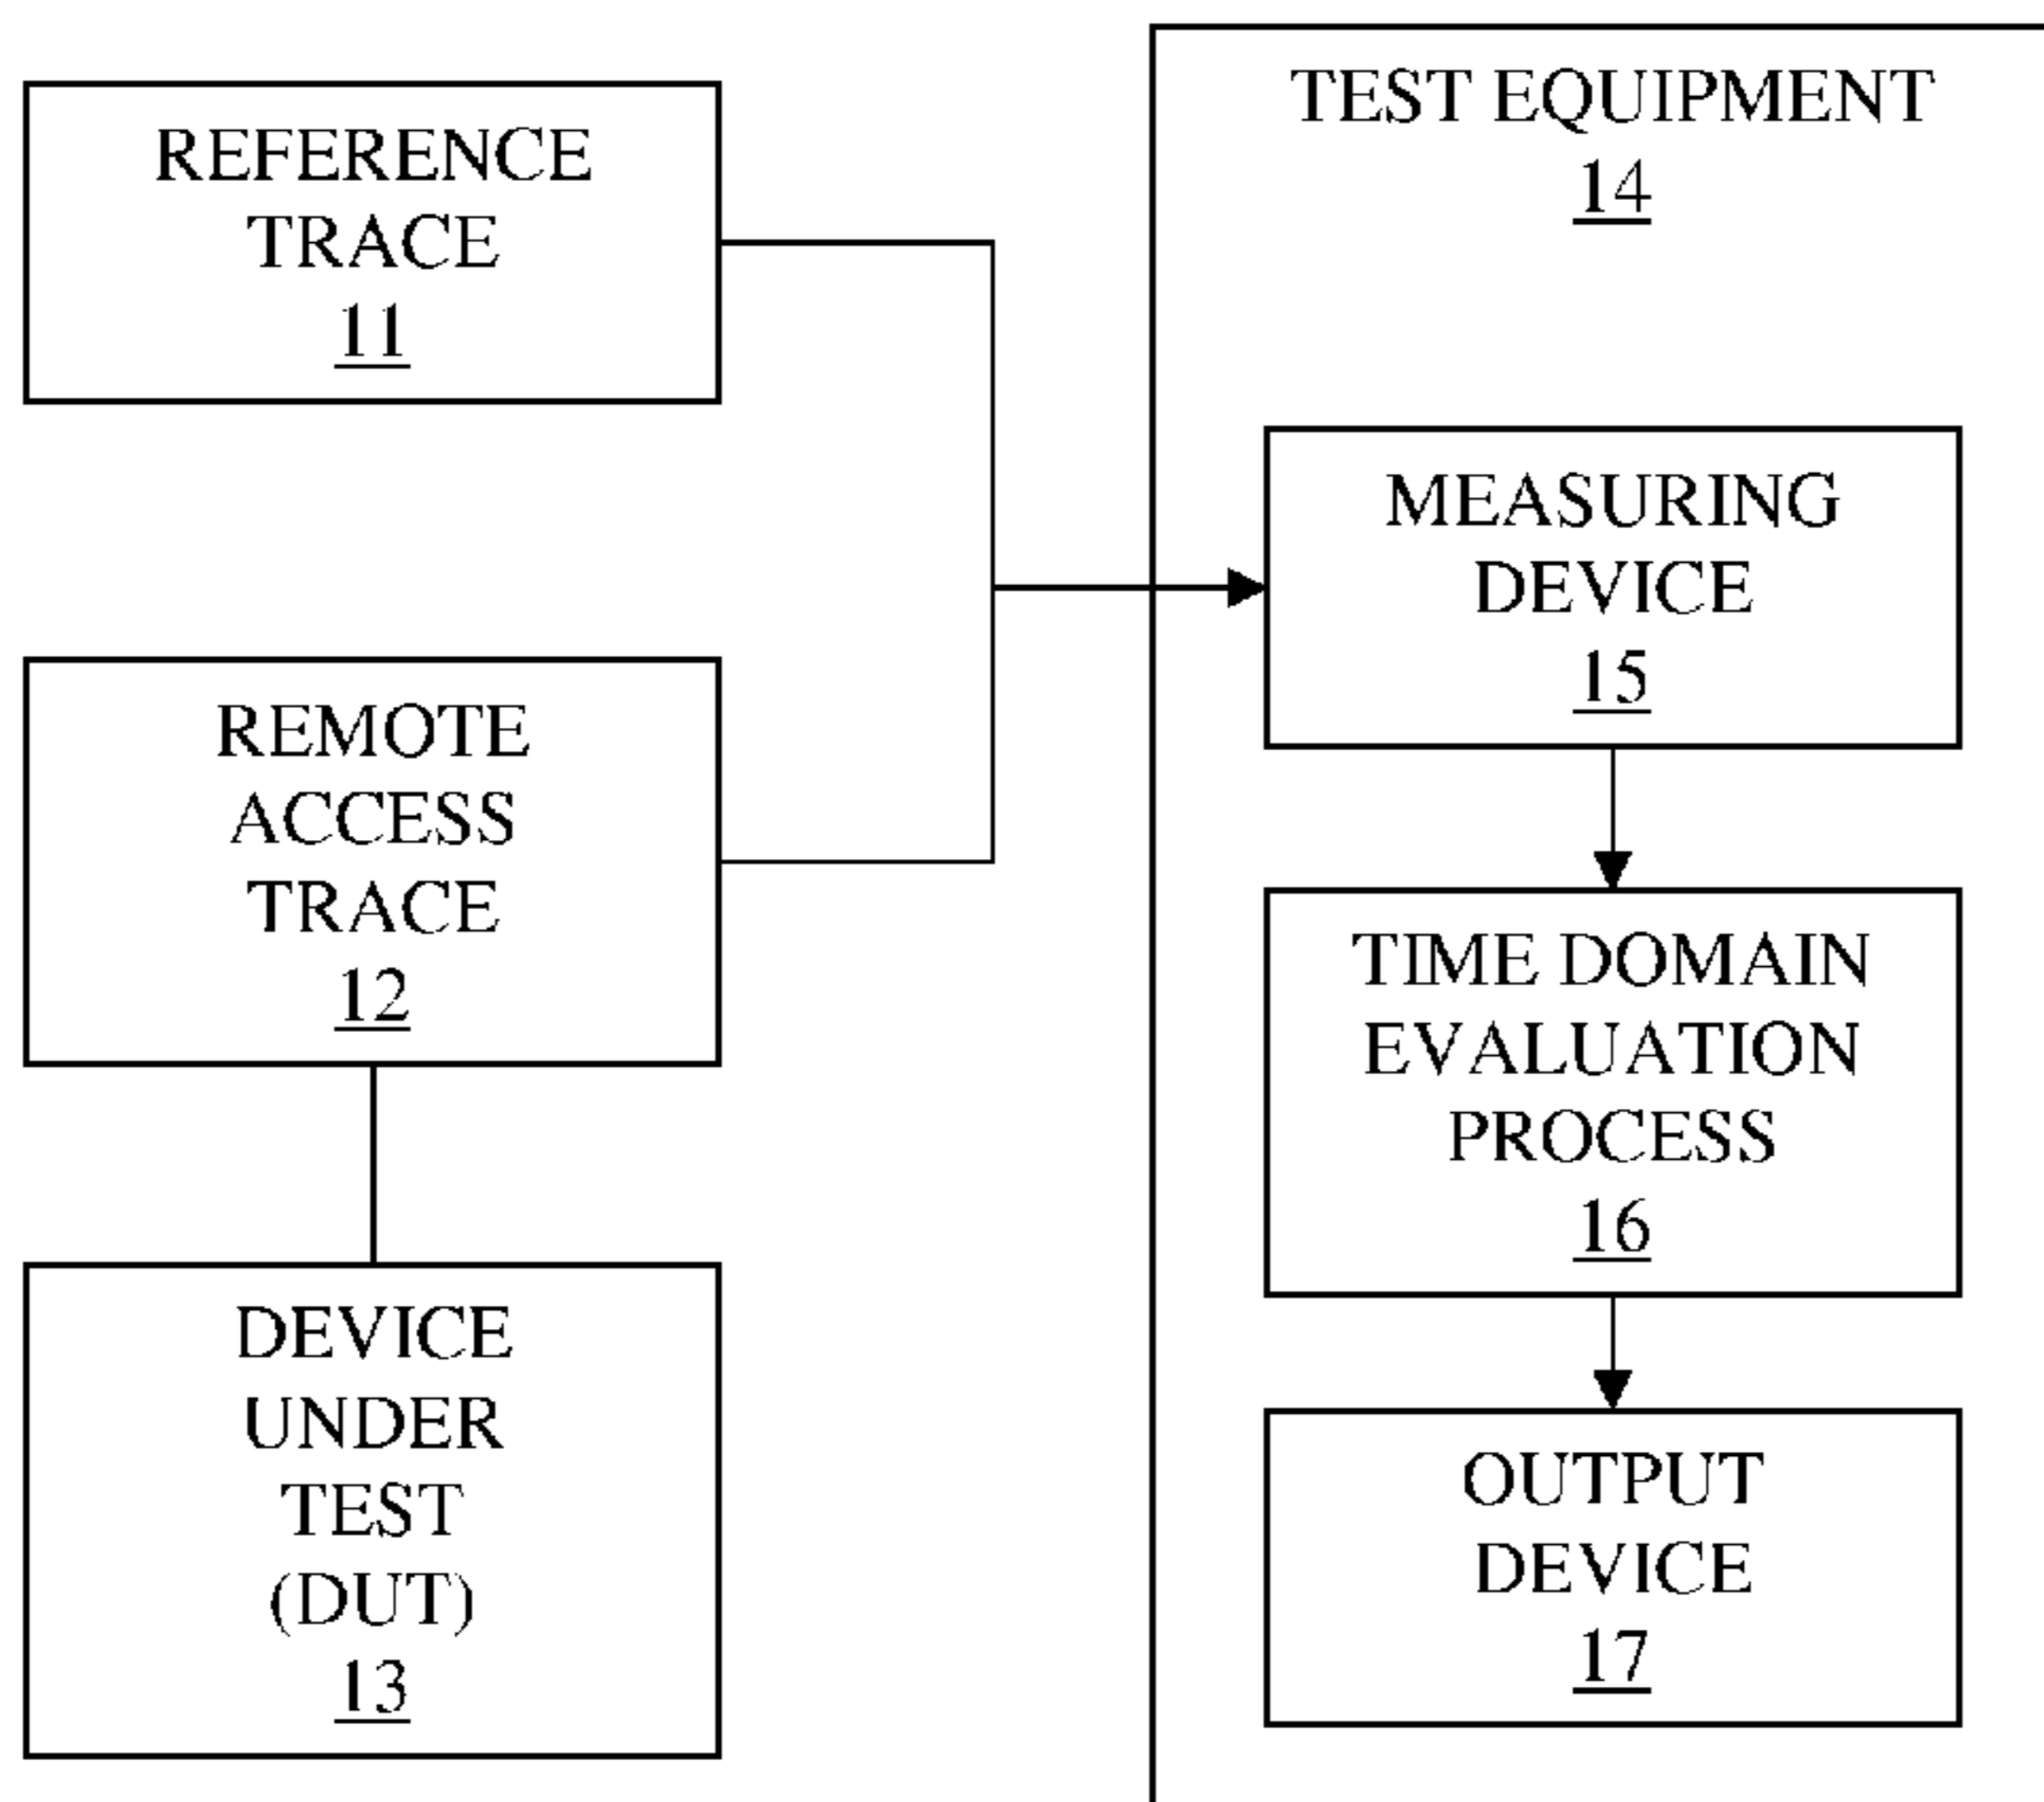 REFERENCE
TRACE
11
REMOTE
ACCESS
TRACE
12
DEVICE
UNDER
TEST
(DUT)
13
TEST EQUIPMENT
14
MEASURING
DEVICE
15
TIME DOMAIN
EVALUATION
PROCESS
16
OUTPUT
DEVICE
17